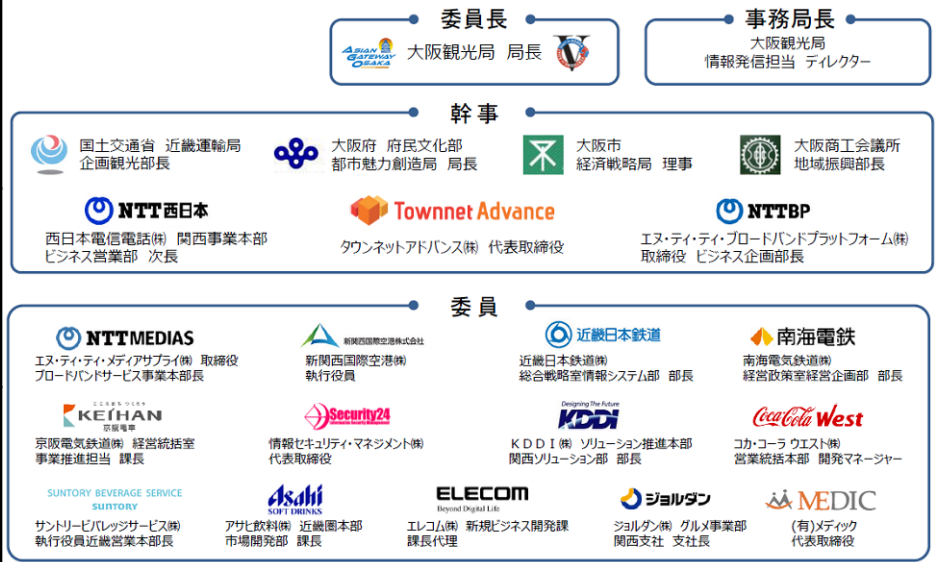 委員長
ASIAN GATEWAY OSAKA
大阪観光局 局長
事務局長
大阪観光局
情報発信担当 ディレクター
幹事
国土交通省 近畿運輸局
企画観光部長
大阪府 府民文化部
都市魅力創造局 局長
大阪市
経済戦略局 理事
大阪商工会議所
地域振興部長
NTT西日本
西日本電信電話㈱ 関西事業本部
ビジネス営業部 次長
Townnet Advance
タウンネットアドバンス㈱ 代表取締役
NTTBP
エヌ・ティ・ティ・ブロードバンドプラットフォーム㈱
取締役 ビジネス企画部長
委員
NTTMEDIAS
エヌ・ティ・ティ・メディアサプライ㈱ 取締役
ブロードバンドサービス事業本部長
新関西国際空港株式会社
新関西国際空港㈱
執行役員
近畿日本鉄道
近畿日本鉄道㈱
総合戦略室情報システム部 部長
南海電鉄
南海電気鉄道㈱
経営政策室経営企画部 部長
こころまち つくろう
KEIHAN
京阪電車
京阪電気鉄道㈱ 経営統括室
事業推進担当 課長
Security24
Information Security Management
情報セキュリティ・マネジメント㈱
代表取締役
Designing The Future
KDDI
KDDI㈱ ソリューション推進本部
関西ソリューション部 部長
Coca-Cola West
コカ・コーラ ウエスト㈱
営業統括本部 開発マネージャー
SUNTORY BEVERAGE SERVICE
SUNTORY
サントリービバレッジサービス㈱
執行役員近畿営業本部長
Asahi
SOFT DRINKS
アサヒ飲料㈱ 近畿圏本部
市場開発部 課長
ELECOM
Beyond Digital Life
エレコム㈱ 新規ビジネス開発課
課長代理
ジョルダン
ジョルダン㈱ グルメ事業部
関西支社 支社長
MEDIC
(有)メディック
代表取締役